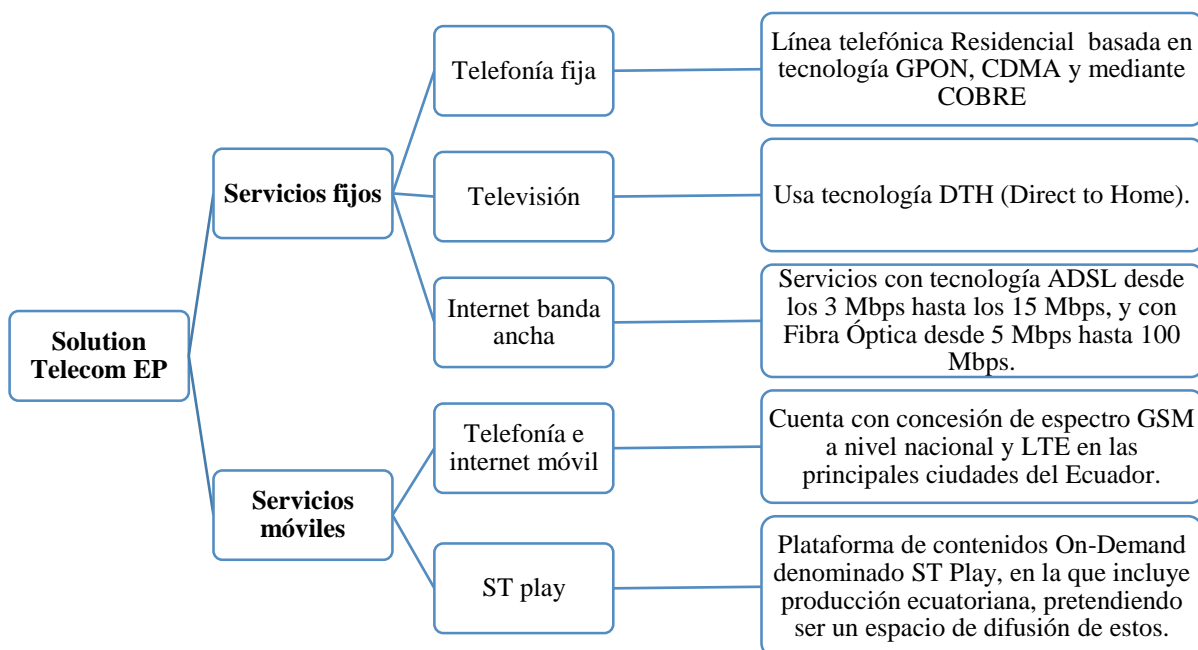 Solution
Telecom EP
Servicios fijos
Telefonía fija
Línea telefónica Residencial basada en
tecnología GPON, CDMA y mediante
COBRE
Televisión
Usa tecnología DTH (Direct to Home).
Internet banda
ancha
Servicios con tecnología ADSL desde
los 3 Mbps hasta los 15 Mbps, y con
Fibra Óptica desde 5 Mbps hasta 100
Mbps.
Servicios
móviles
Telefonía e
internet móvil
Cuenta con concesión de espectro GSM
a nivel nacional y LTE en las
principales ciudades del Ecuador.
ST play
Plataforma de contenidos On-Demand
denominado ST Play, en la que incluye
producción ecuatoriana, pretendiendo
ser un espacio de difusión de estos.